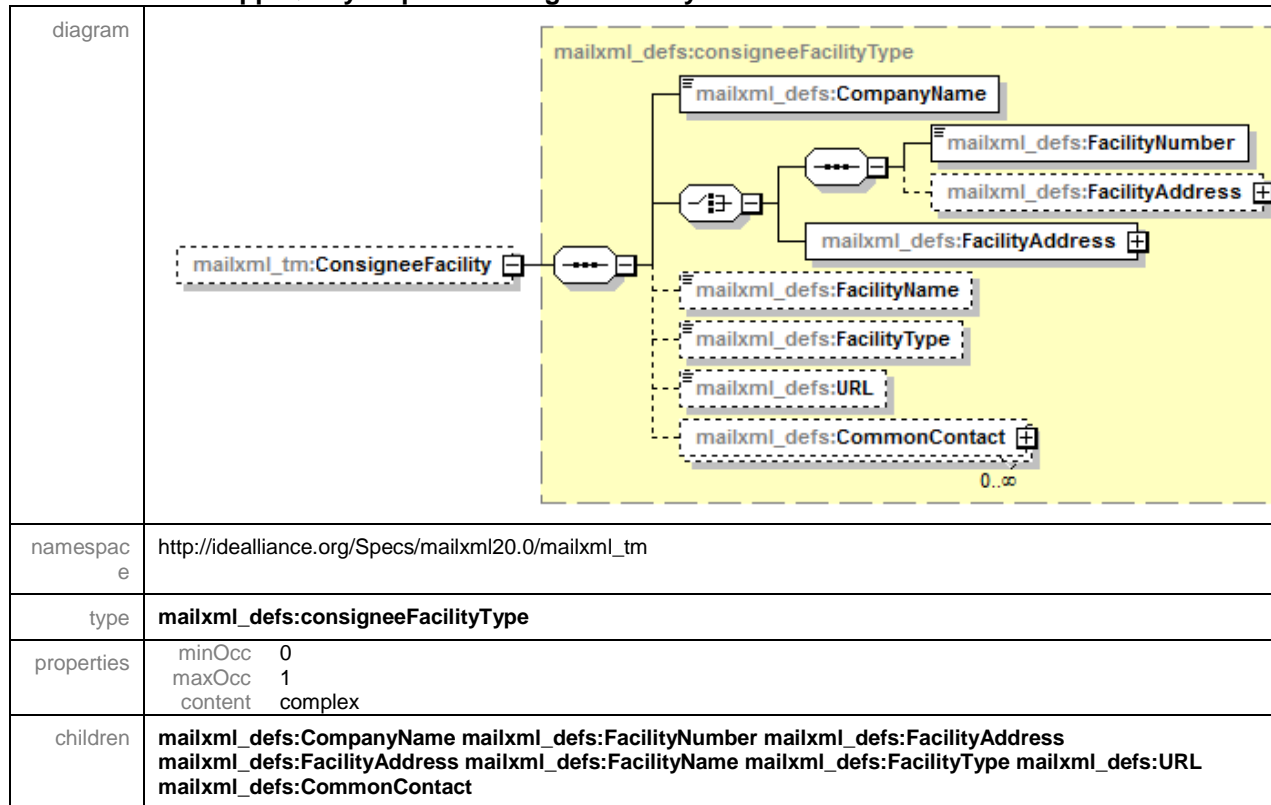 diagram
mailxml_defs:consigneeFacilityType
mailxml_defs:CompanyName
mailxml_defs:FacilityNumber
mailxml_defs:FacilityAddress
mailxml_defs:FacilityAddress
mailxml_tm:ConsigneeFacility
mailxml_defs:FacilityName
mailxml_defs:FacilityType
mailxml_defs:URL
mailxml_defs:CommonContact
0..∞
namespac
e
http://idealliance.org/Specs/mailxml20.0/mailxml_tm
type
mailxml_defs:consigneeFacilityType
properties
minOcc 0
maxOcc 1
content complex
children
mailxml_defs:CompanyName mailxml_defs:FacilityNumber mailxml_defs:FacilityAddress
mailxml_defs:FacilityAddress mailxml_defs:FacilityName mailxml_defs:FacilityType mailxml_defs:URL
mailxml_defs:CommonContact